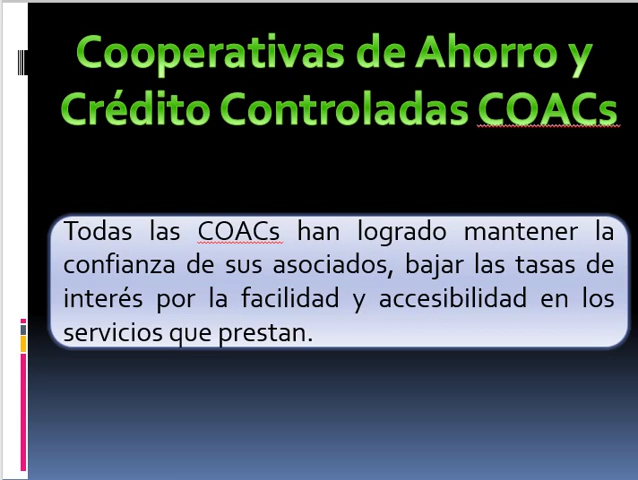 Cooperativas de Ahorro y
Crédito Controladas COACs
Todas las COACs han logrado mantener la
confianza de sus asociados, bajar las tasas de
interés por la facilidad y accesibilidad en los
servicios que prestan.